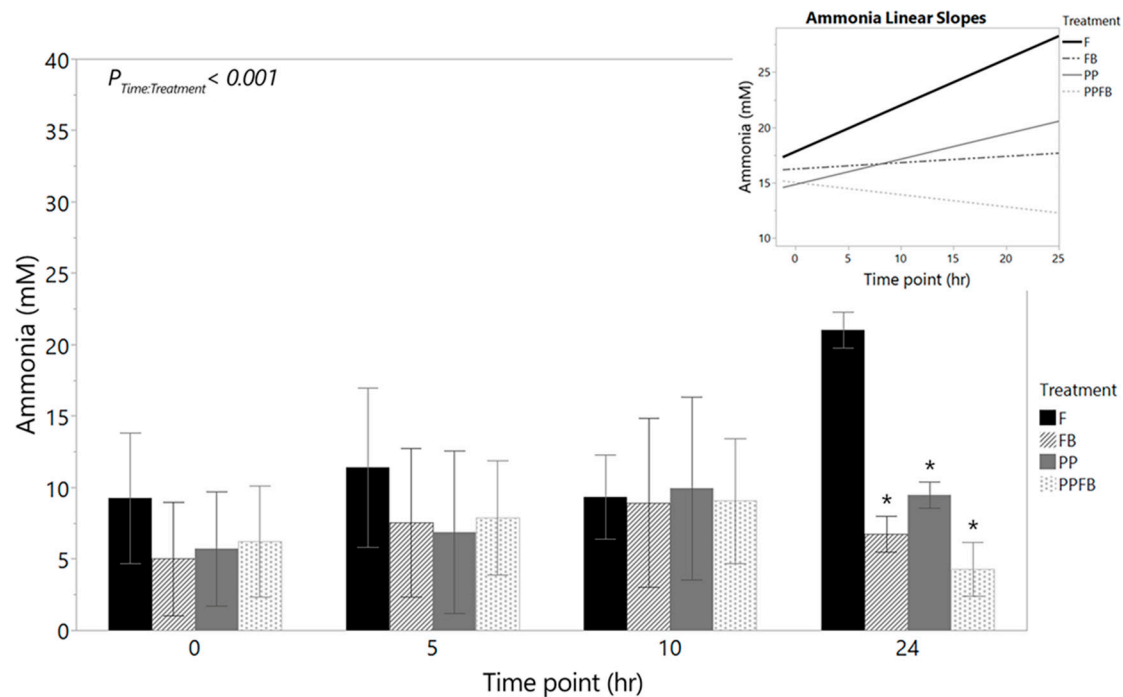 Ammonia Linear Slopes
Treatment
F
FB
PP
PPFB
25
20
15
10
Ammonia (mM)
0 5 10 15 20 25
Time point (hr)
P Time:Treatment < 0.001
40
35
30
25
20
15
10
5
0
Ammonia (mM)
* * *
0 5 10 24
Time point (hr)
Treatment
F
FB
PP
PPFB